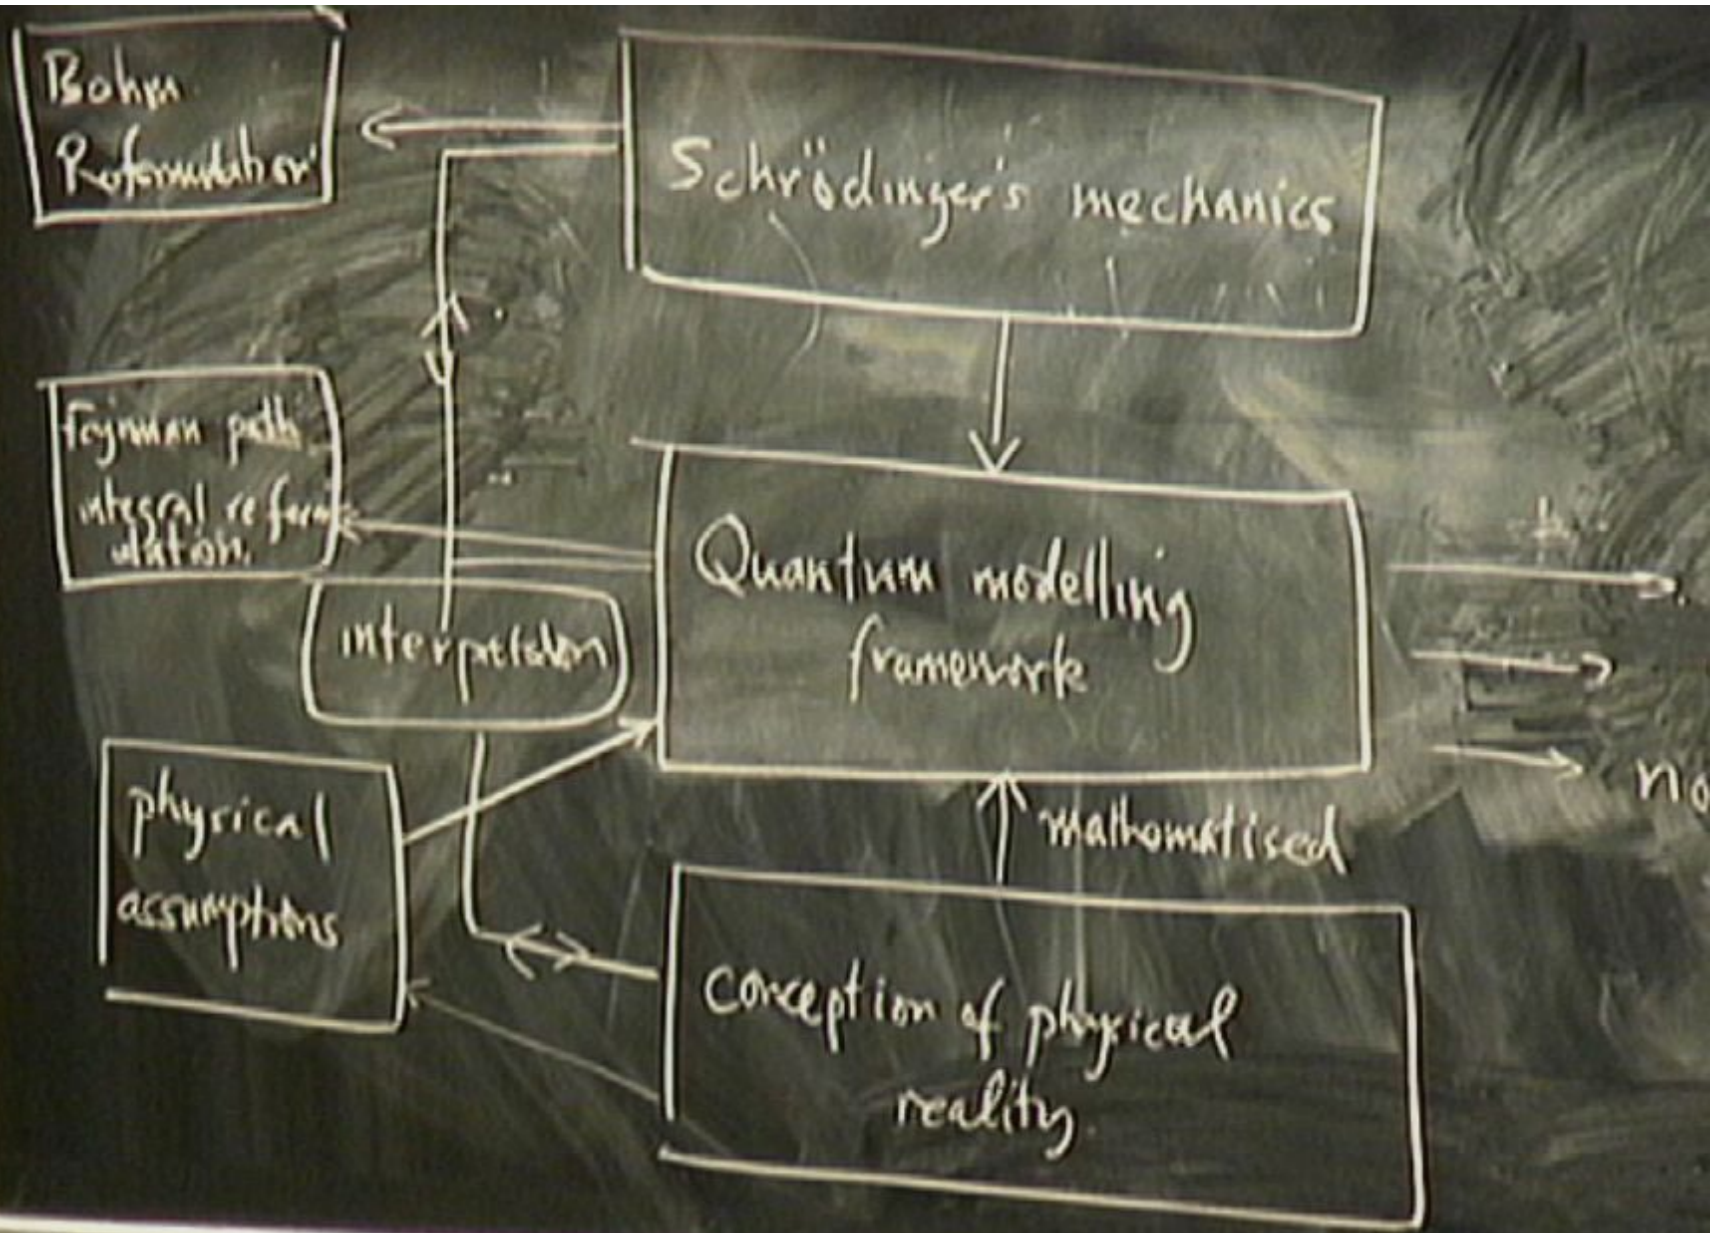 Bohm
Reformulation
Schrödinger's mechanics
Feynman path
integral reform
ulation.
Quantum modelling
framework
interpretation
physical
assumptions
mathematised
conception of physical
reality.
no